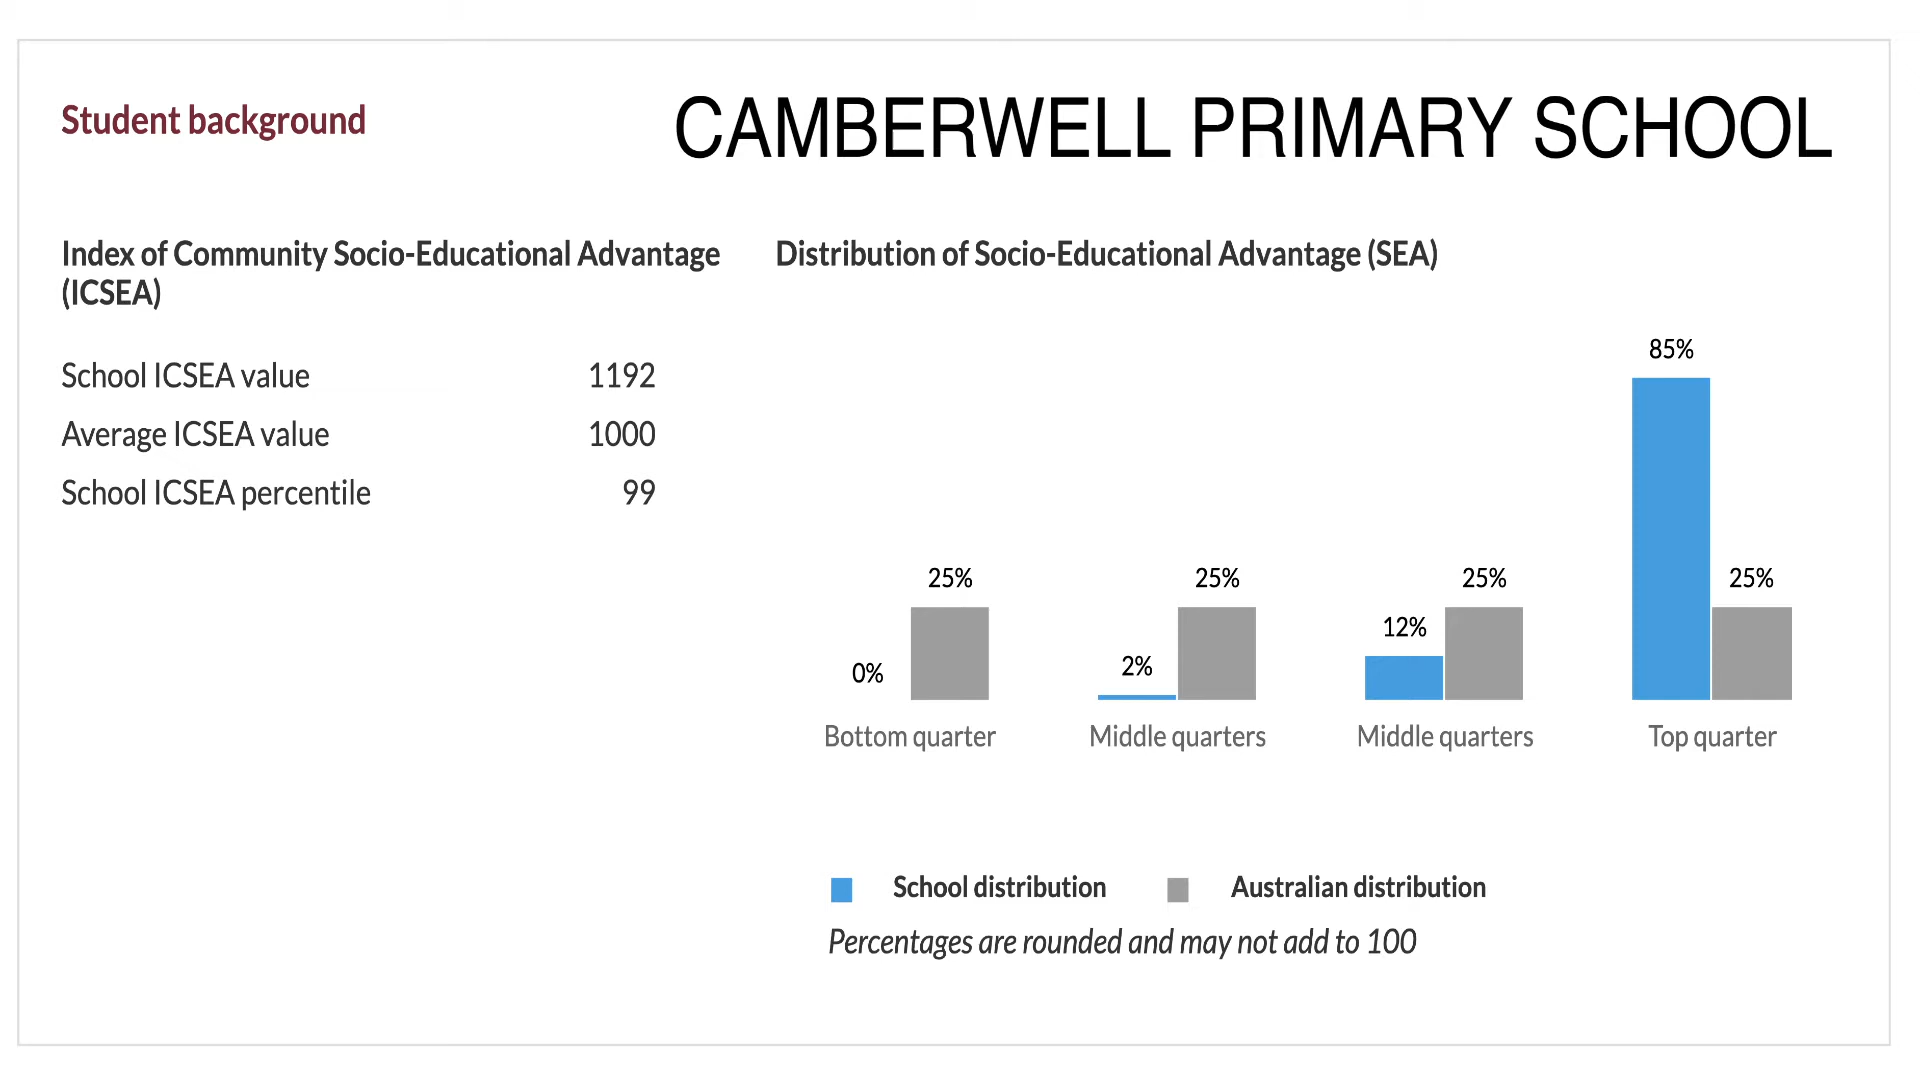 Student background
CAMBERWELL PRIMARY SCHOOL
Index of Community Socio-Educational Advantage
(ICSEA)
School ICSEA value 1192
Average ICSEA value 1000
School ICSEA percentile 99
Distribution of Socio-Educational Advantage (SEA)
85%
25% 25% 25% 25%
12%
2%
0%
Bottom quarter Middle quarters Middle quarters Top quarter
School distribution Australian distribution
Percentages are rounded and may not add to 100